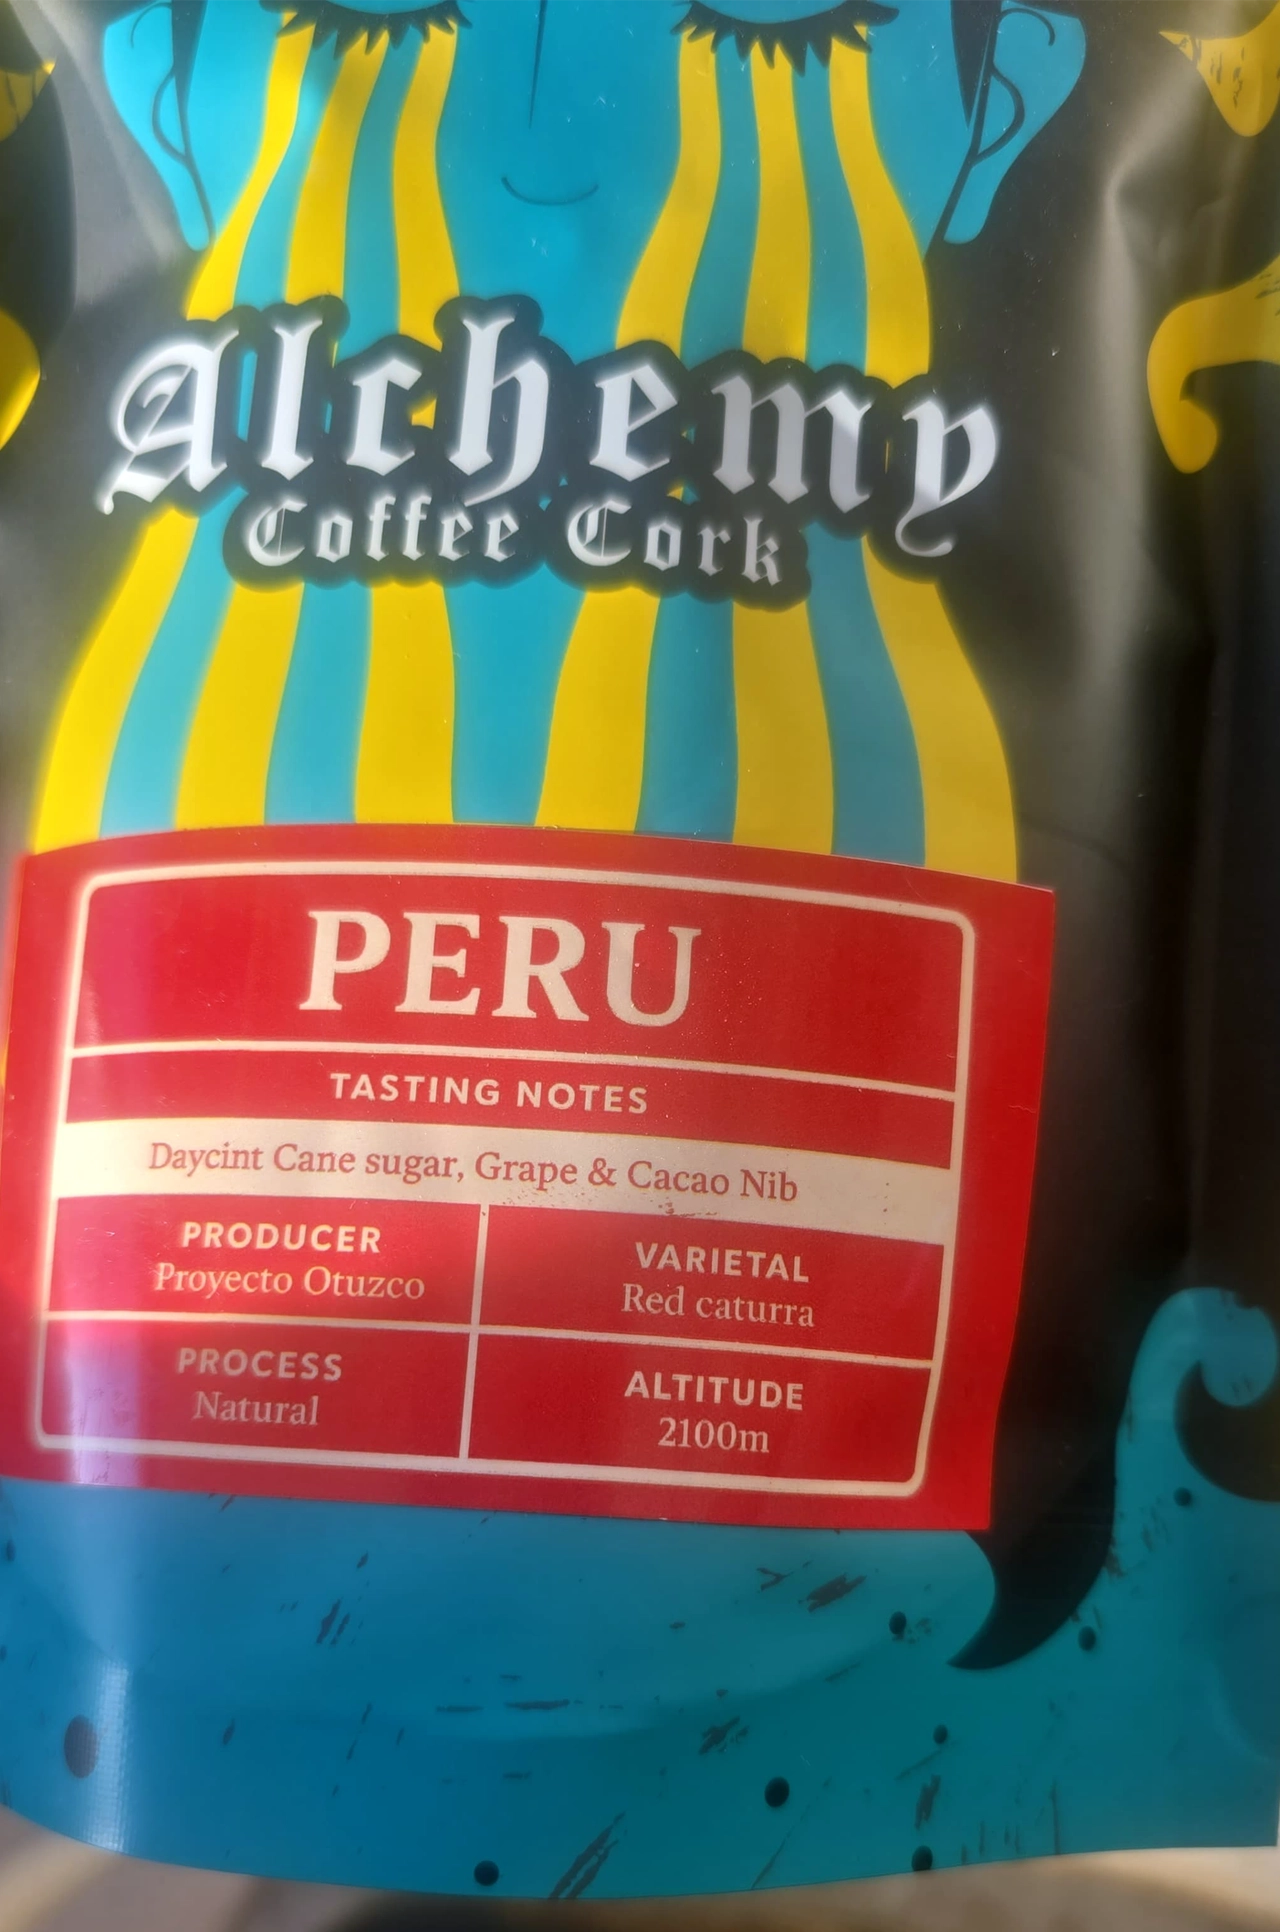 Alchemy
Coffee Cork
PERU
TASTING NOTES
Daycint Cane sugar, Grape & Cacao Nib
PRODUCER
Proyecto Otuzco
VARIETAL
Red caturra
PROCESS
Natural
ALTITUDE
2100m